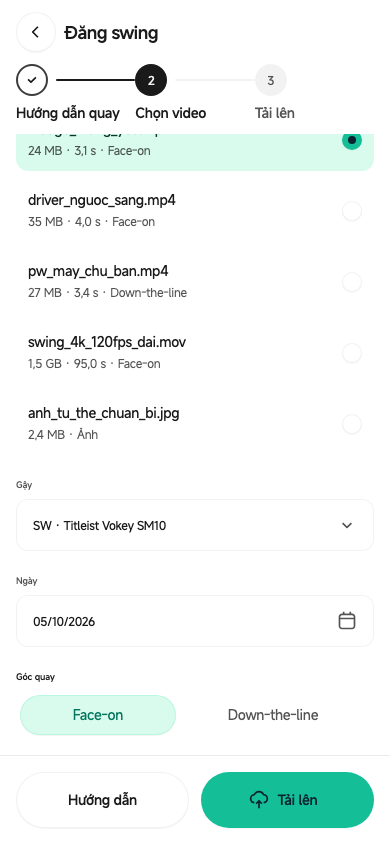 Đăng swing
2
3
Hướng dẫn quay
Chọn video
Tải lên
24 MB · 3,1 s · Face-on
driver_nguoc_sang.mp4
35 MB · 4,0 s · Face-on
pw_may_chu_ban.mp4
27 MB · 3,4 s · Down-the-line
swing_4k_120fps_dai.mov
1,5 GB · 95,0 s · Face-on
anh_tu_the_chuan_bi.jpg
2,4 MB · Ảnh
Gậy
SW · Titleist Vokey SM10
Ngày
05/10/2026
Góc quay
Face-on
Down-the-line
Hướng dẫn
Tải lên